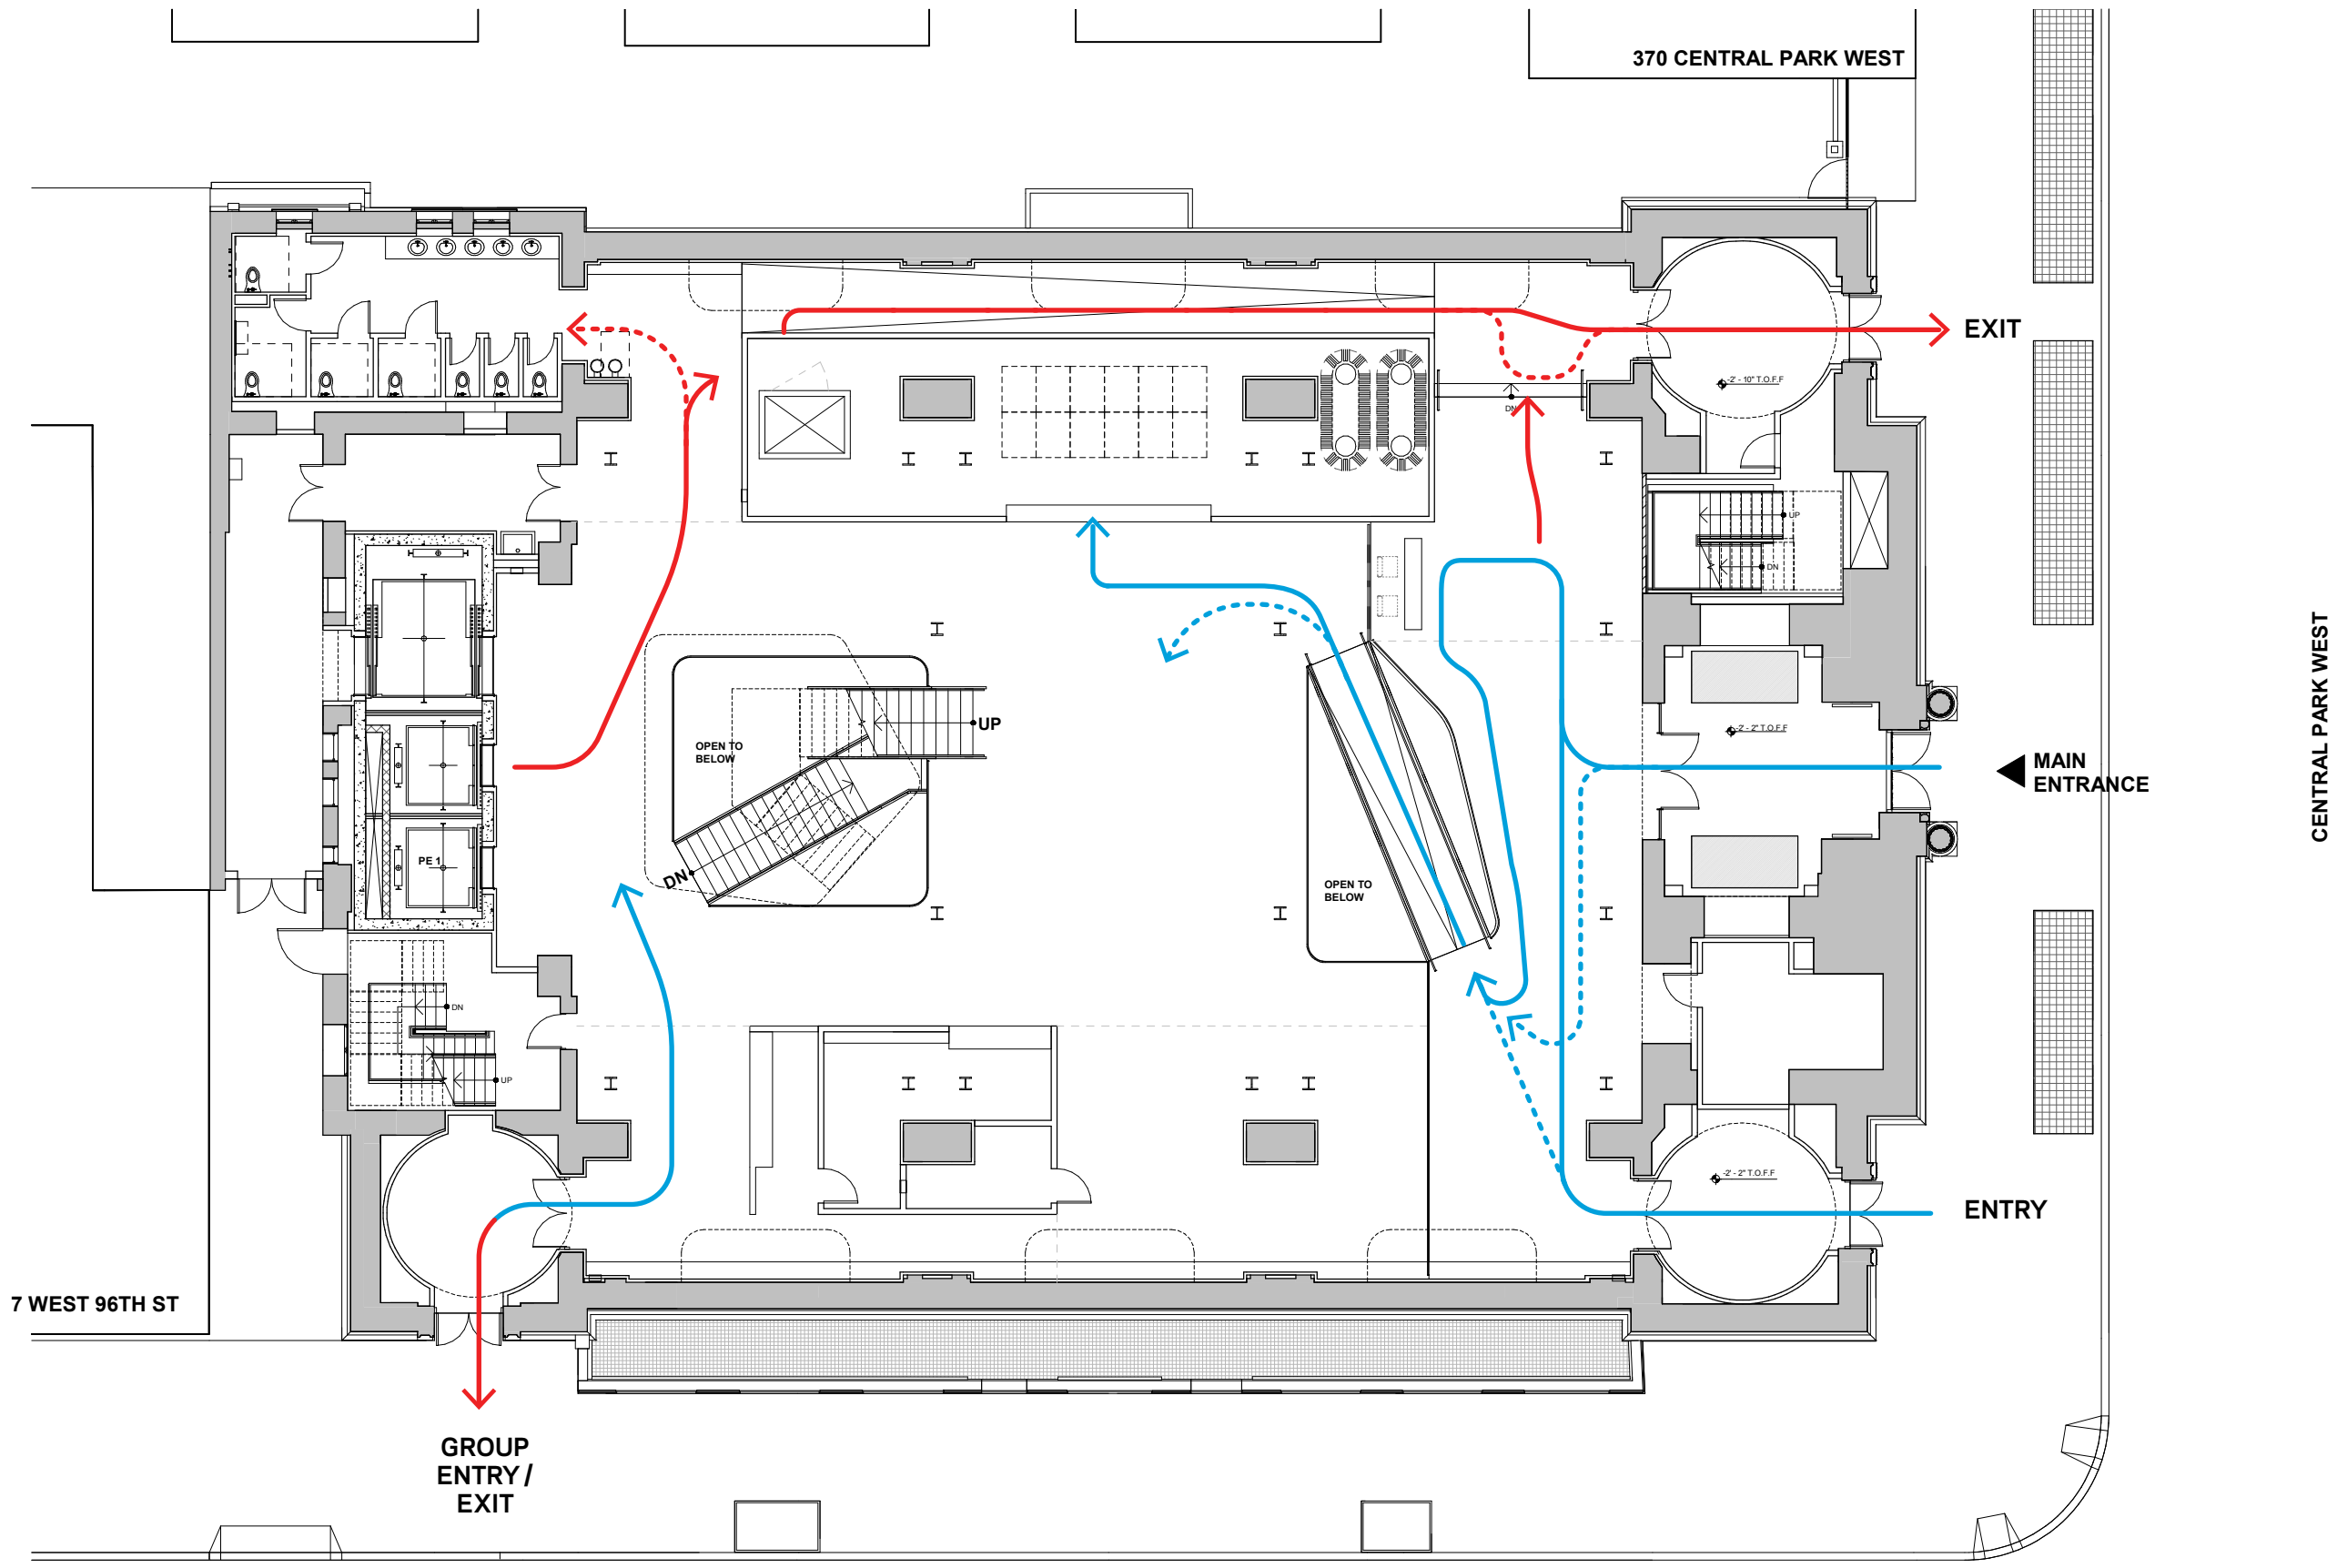 370 CENTRAL PARK WEST
EXIT
-2' - 10" T.O.F.F
DN
UP
DN
CENTRAL PARK WEST
UP
OPEN TO
BELOW
-2' - 2" T.O.F.F
MAIN
ENTRANCE
PE 1
DN
OPEN TO
BELOW
DN
UP
-2' - 2" T.O.F.F
ENTRY
7 WEST 96TH ST
GROUP
ENTRY /
EXIT